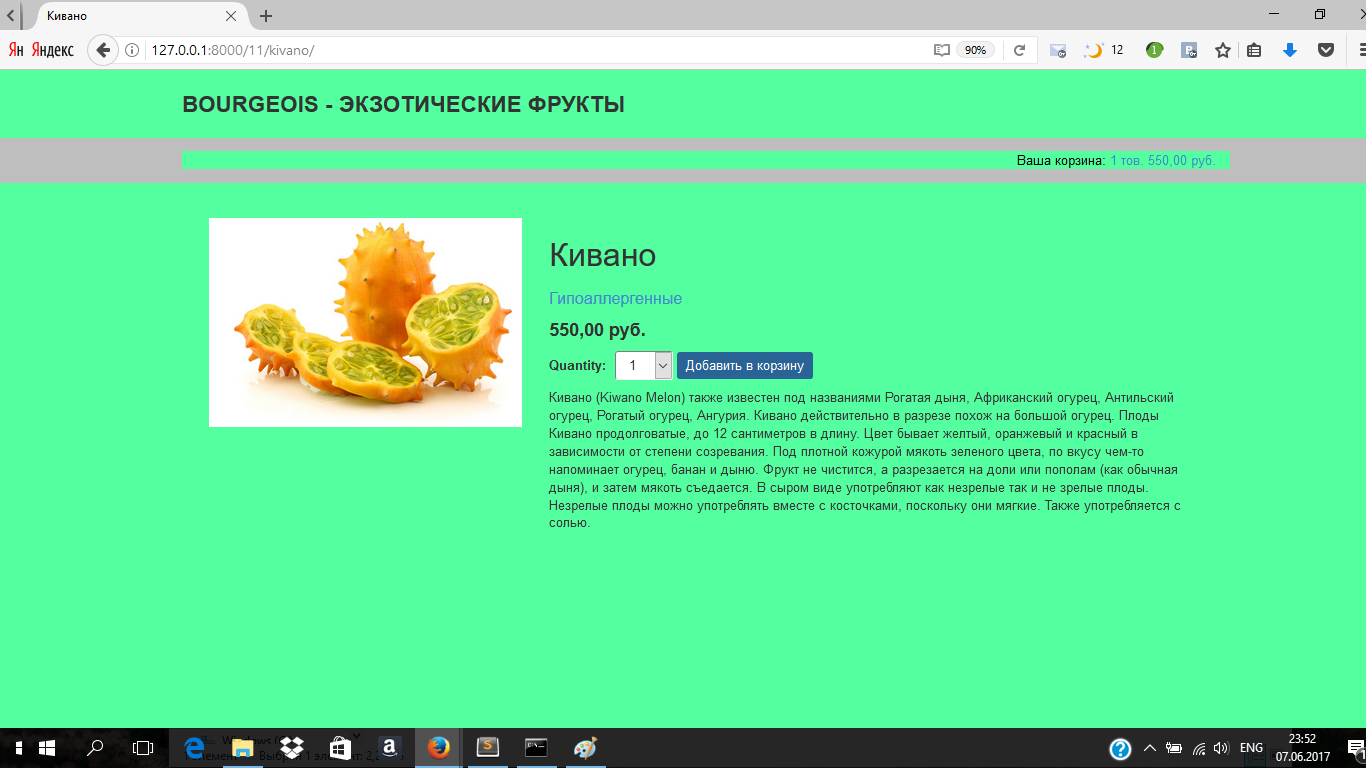 Кивано
Ян Яндекс
127.0.0.1:8000/11/kivano/
90%
12
1
BOURGEOIS - ЭКЗОТИЧЕСКИЕ ФРУКТЫ
Ваша корзина: 1 тов. 550,00 руб.
Кивано
Гипоаллергенные
550,00 руб.
Quantity: 1 Добавить в корзину
Кивано (Kiwano Melon) также известен под названиями Рогатая дыня, Африканский огурец, Антильский
огурец, Рогатый огурец, Ангурия. Кивано действительно в разрезе похож на большой огурец. Плоды
Кивано продолговатые, до 12 сантиметров в длину. Цвет бывает желтый, оранжевый и красный в
зависимости от степени созревания. Под плотной кожурой мякоть зеленого цвета, по вкусу чем-то
напоминает огурец, банан и дыню. Фрукт не чистится, а разрезается на доли или пополам (как обычная
дыня), и затем мякоть съедается. В сыром виде употребляют как незрелые так и не зрелые плоды.
Незрелые плоды можно употреблять вместе с косточками, поскольку они мягкие. Также употребляется с
солью.
ENG
23:52
07.06.2017